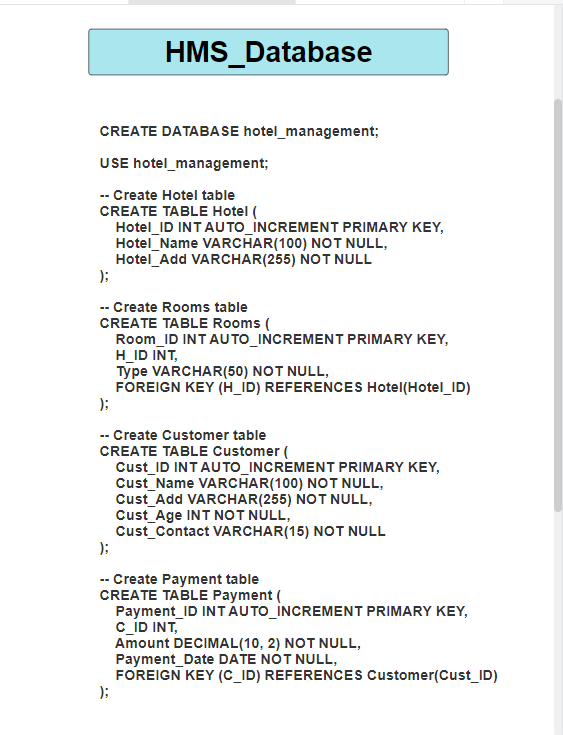 HMS_Database
CREATE DATABASE hotel_management;
USE hotel_management;
-- Create Hotel table
CREATE TABLE Hotel (
Hotel_ID INT AUTO_INCREMENT PRIMARY KEY,
Hotel_Name VARCHAR(100) NOT NULL,
Hotel_Add VARCHAR(255) NOT NULL
);
-- Create Rooms table
CREATE TABLE Rooms (
Room_ID INT AUTO_INCREMENT PRIMARY KEY,
H_ID INT,
Type VARCHAR(50) NOT NULL,
FOREIGN KEY (H_ID) REFERENCES Hotel(Hotel_ID)
);
-- Create Customer table
CREATE TABLE Customer (
Cust_ID INT AUTO_INCREMENT PRIMARY KEY,
Cust_Name VARCHAR(100) NOT NULL,
Cust_Add VARCHAR(255) NOT NULL,
Cust_Age INT NOT NULL,
Cust_Contact VARCHAR(15) NOT NULL
);
-- Create Payment table
CREATE TABLE Payment (
Payment_ID INT AUTO_INCREMENT PRIMARY KEY,
C_ID INT,
Amount DECIMAL(10, 2) NOT NULL,
Payment_Date DATE NOT NULL,
FOREIGN KEY (C_ID) REFERENCES Customer(Cust_ID)
);